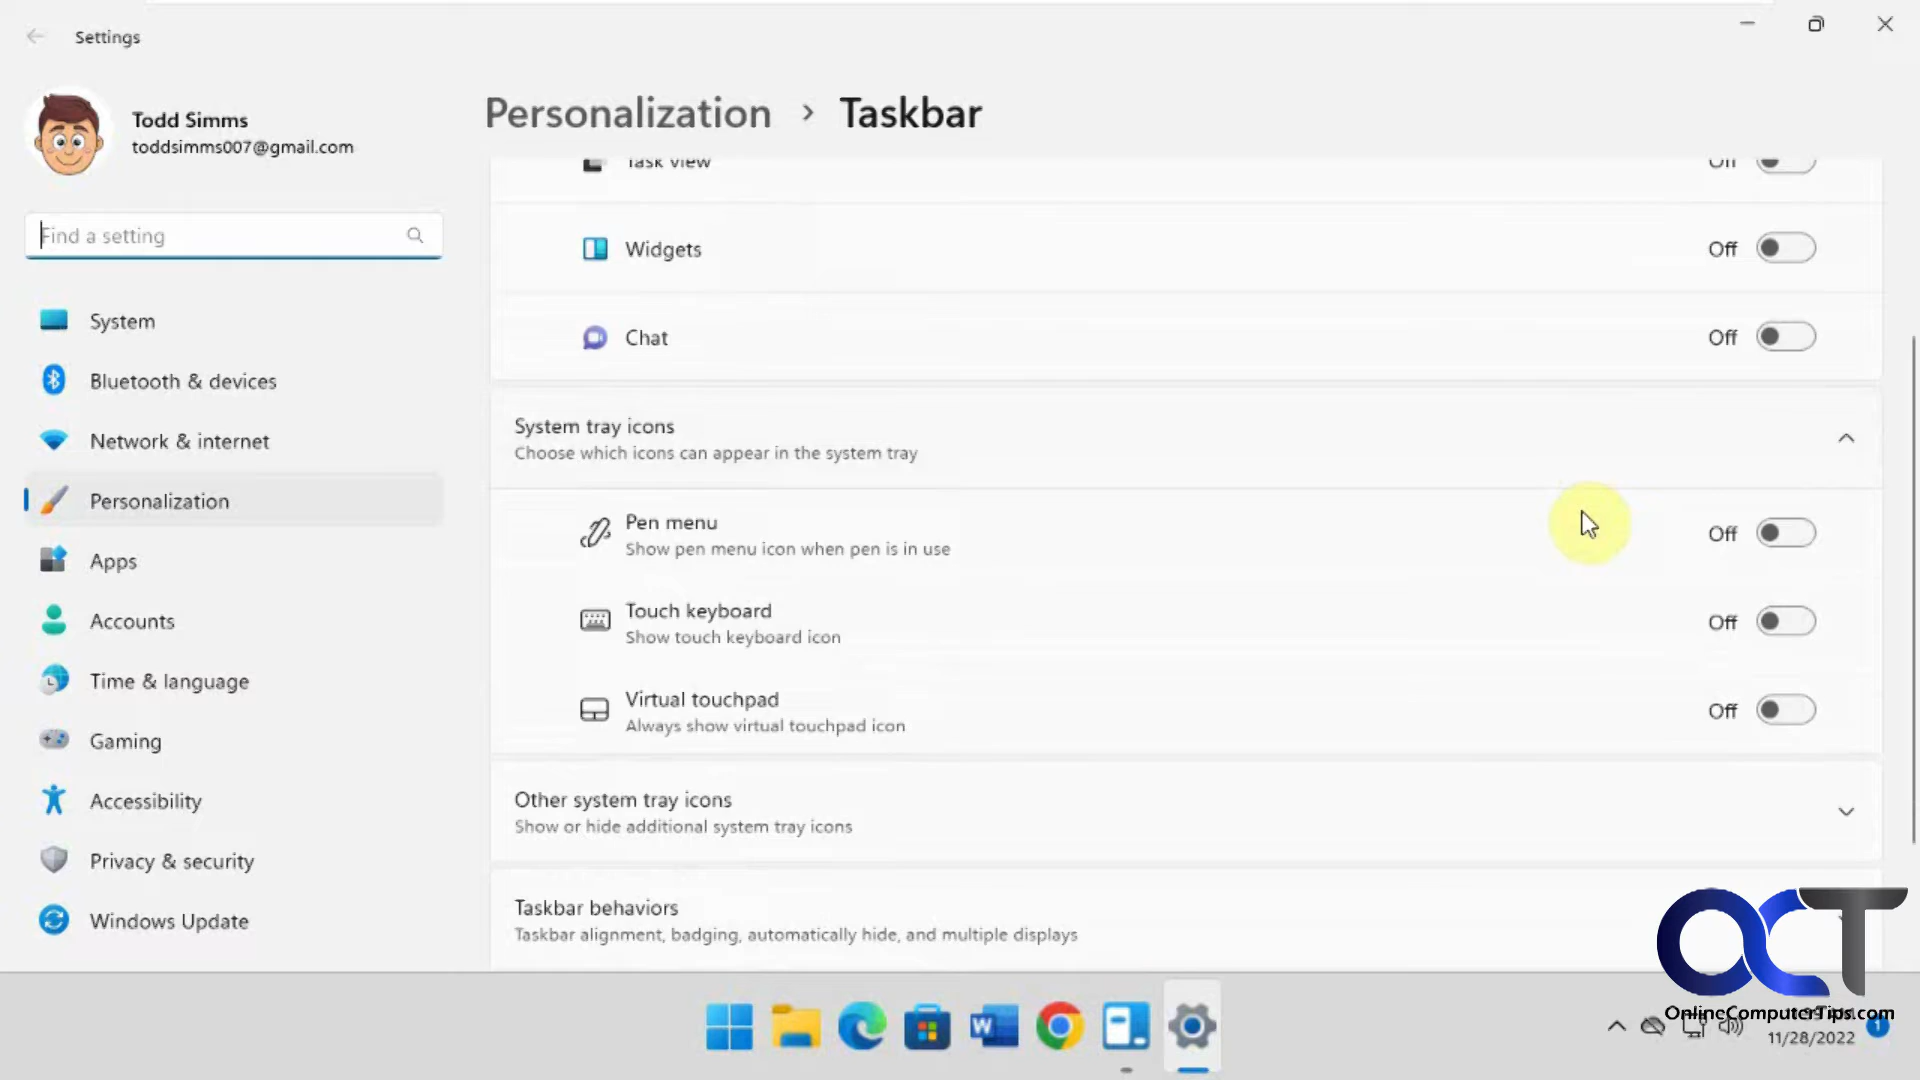 Settings
Todd Simms
toddsimms007@gmail.com
Find a setting
System
Bluetooth & devices
Network & internet
Personalization
Apps
Accounts
Time & language
Gaming
Accessibility
Privacy & security
Windows Update
Personalization > Taskbar
Task view Off
Widgets Off
Chat Off
System tray icons
Choose which icons can appear in the system tray
Pen menu
Show pen menu icon when pen is in use
Off
Touch keyboard
Show touch keyboard icon
Off
Virtual touchpad
Always show virtual touchpad icon
Off
Other system tray icons
Show or hide additional system tray icons
Taskbar behaviors
Taskbar alignment, badging, automatically hide, and multiple displays
OCT
OnlineComputerTips.com
W
11/28/2022
1